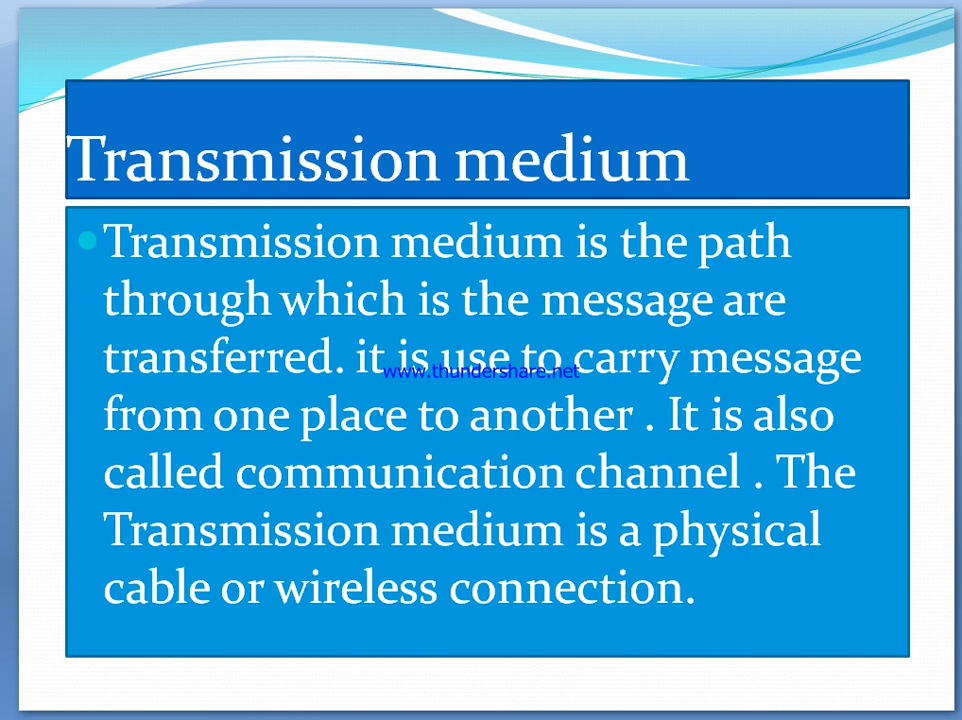 Transmission medium
Transmission medium is the path
through which is the message are
transferred. it is use to carry message
www.thundershare.net
from one place to another . It is also
called communication channel . The
Transmission medium is a physical
cable or wireless connection.